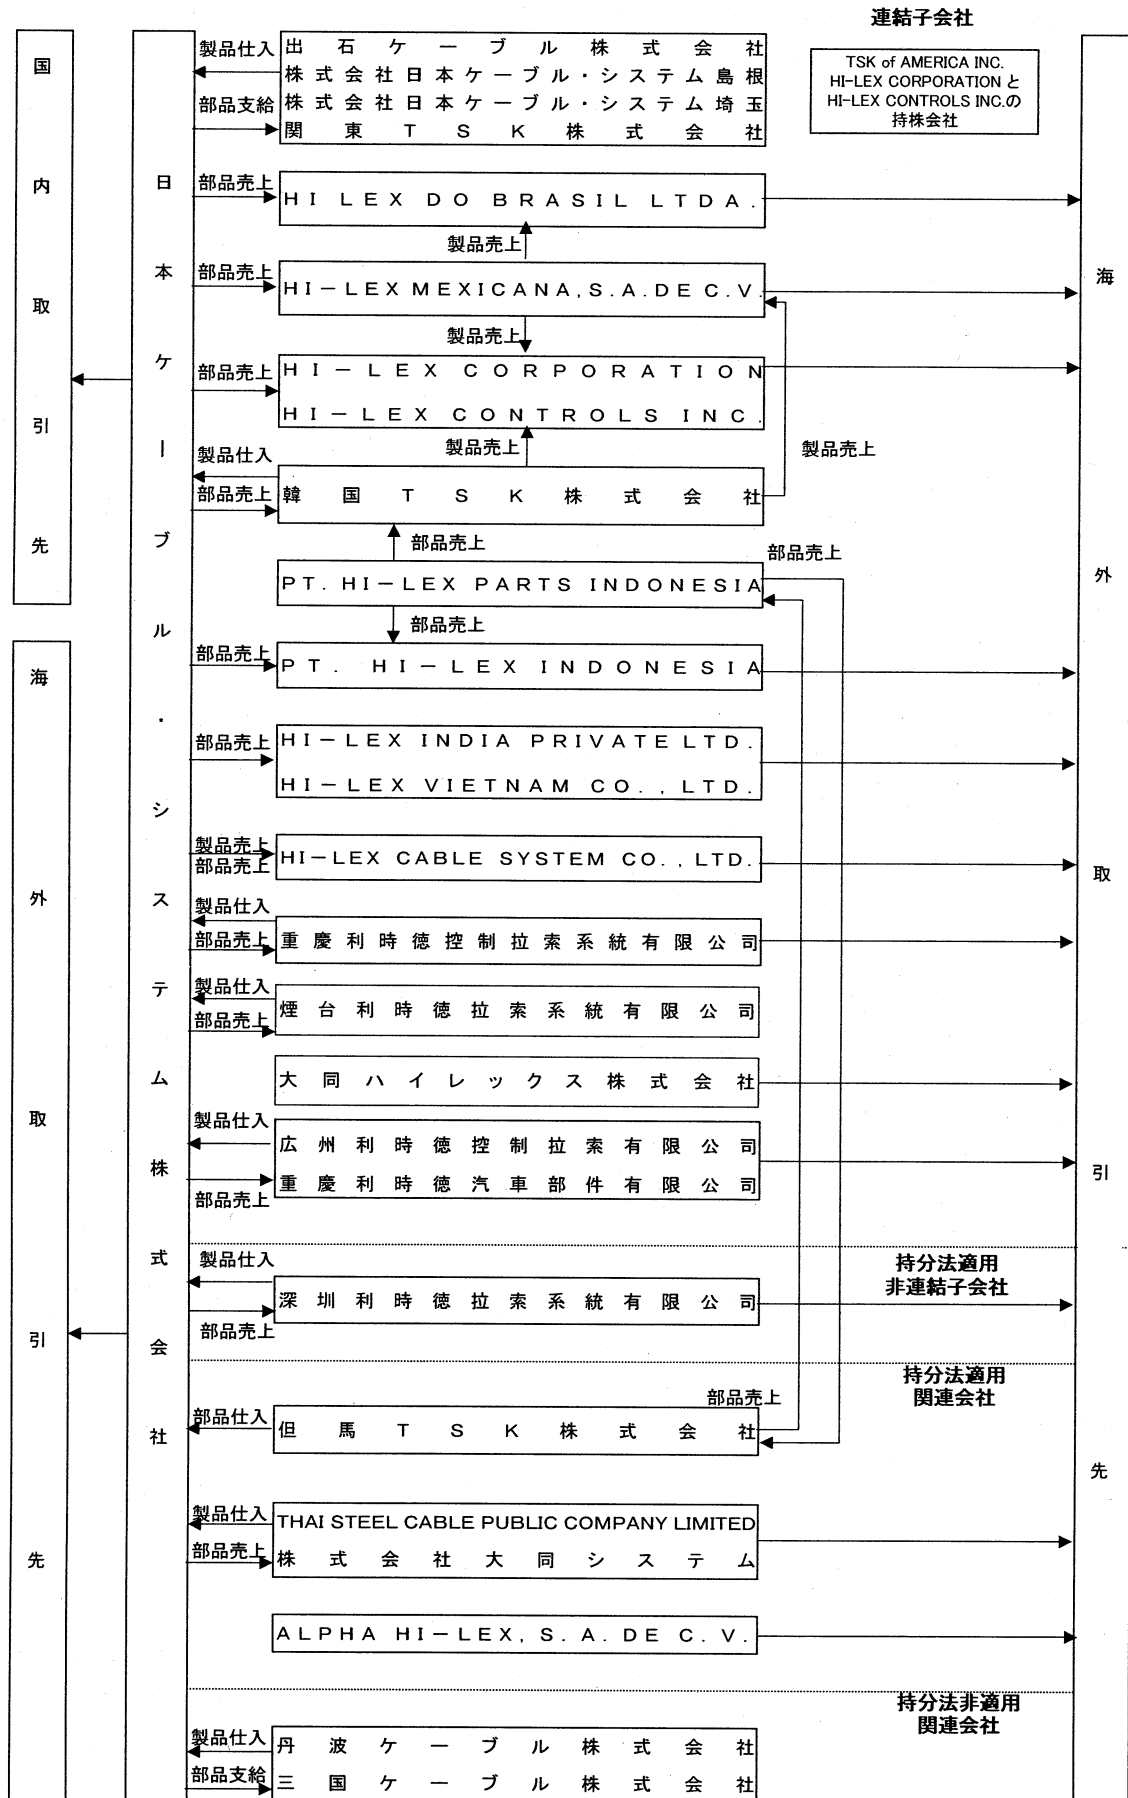 連結子会社
国内取引先
海外取引先
日本ケーブル・システム株式会社
海外取引先
TSK of AMERICA INC.
HI-LEX CORPORATION と
HI-LEX CONTROLS INC.の
持株会社
製品仕入
部品支給
出石ケーブル株式会社
株式会社日本ケーブル・システム島根
株式会社日本ケーブル・システム埼玉
関東TSK株式会社
部品売上
HI LEX DO BRASIL LTDA.
製品売上
部品売上
HI-LEX MEXICANA,S.A.DE C.V.
製品売上
部品売上
HI-LEX CORPORATION
HI-LEX CONTROLS INC.
製品売上
製品売上
製品仕入
部品売上
韓国TSK株式会社
部品売上
部品売上
PT. HI-LEX PARTS INDONESIA
部品売上
部品売上
PT. HI-LEX INDONESIA
部品売上
HI-LEX INDIA PRIVATE LTD.
HI-LEX VIETNAM CO.,LTD.
製品売上
部品売上
HI-LEX CABLE SYSTEM CO.,LTD.
製品仕入
部品売上
重慶利時徳控制拉索系統有限公司
製品仕入
部品売上
煙台利時徳拉索系統有限公司
大同ハイレックス株式会社
製品仕入
部品売上
広州利時徳控制拉索有限公司
重慶利時徳汽車部件有限公司
持分法適用
非連結子会社
製品仕入
部品売上
深圳利時徳拉索系統有限公司
持分法適用
関連会社
部品売上
部品仕入
但馬TSK株式会社
製品仕入
部品売上
THAI STEEL CABLE PUBLIC COMPANY LIMITED
株式会社大同システム
ALPHA HI-LEX,S.A.DE C.V.
持分法非適用
関連会社
製品仕入
部品支給
丹波ケーブル株式会社
三国ケーブル株式会社